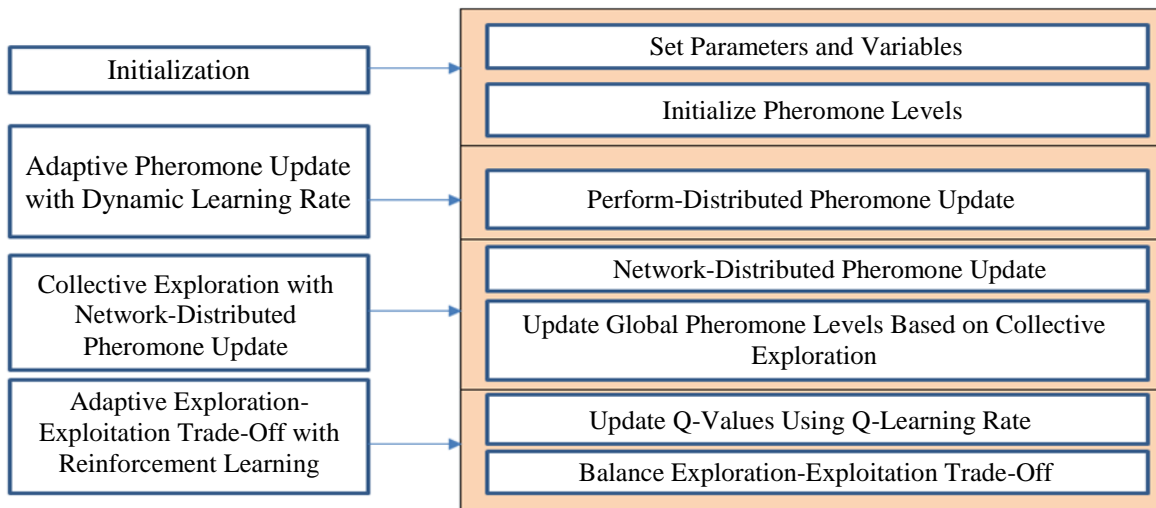 Initialization
Set Parameters and Variables
Initialize Pheromone Levels
Adaptive Pheromone Update
with Dynamic Learning Rate
Perform-Distributed Pheromone Update
Collective Exploration with
Network-Distributed
Pheromone Update
Network-Distributed Pheromone Update
Update Global Pheromone Levels Based on Collective
Exploration
Adaptive Exploration-
Exploitation Trade-Off with
Reinforcement Learning
Update Q-Values Using Q-Learning Rate
Balance Exploration-Exploitation Trade-Off